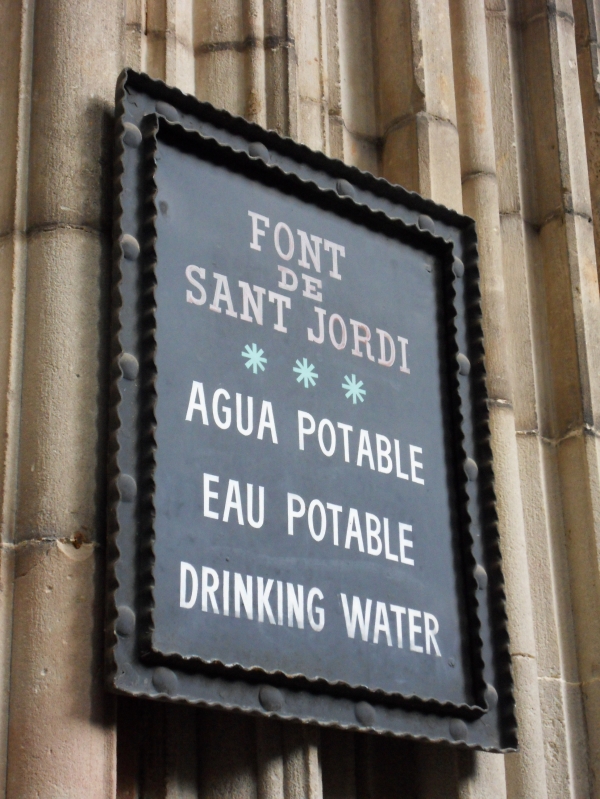 FONT
DE
SANT JORDI
***
AGUA POTABLE
EAU POTABLE
DRINKING WATER